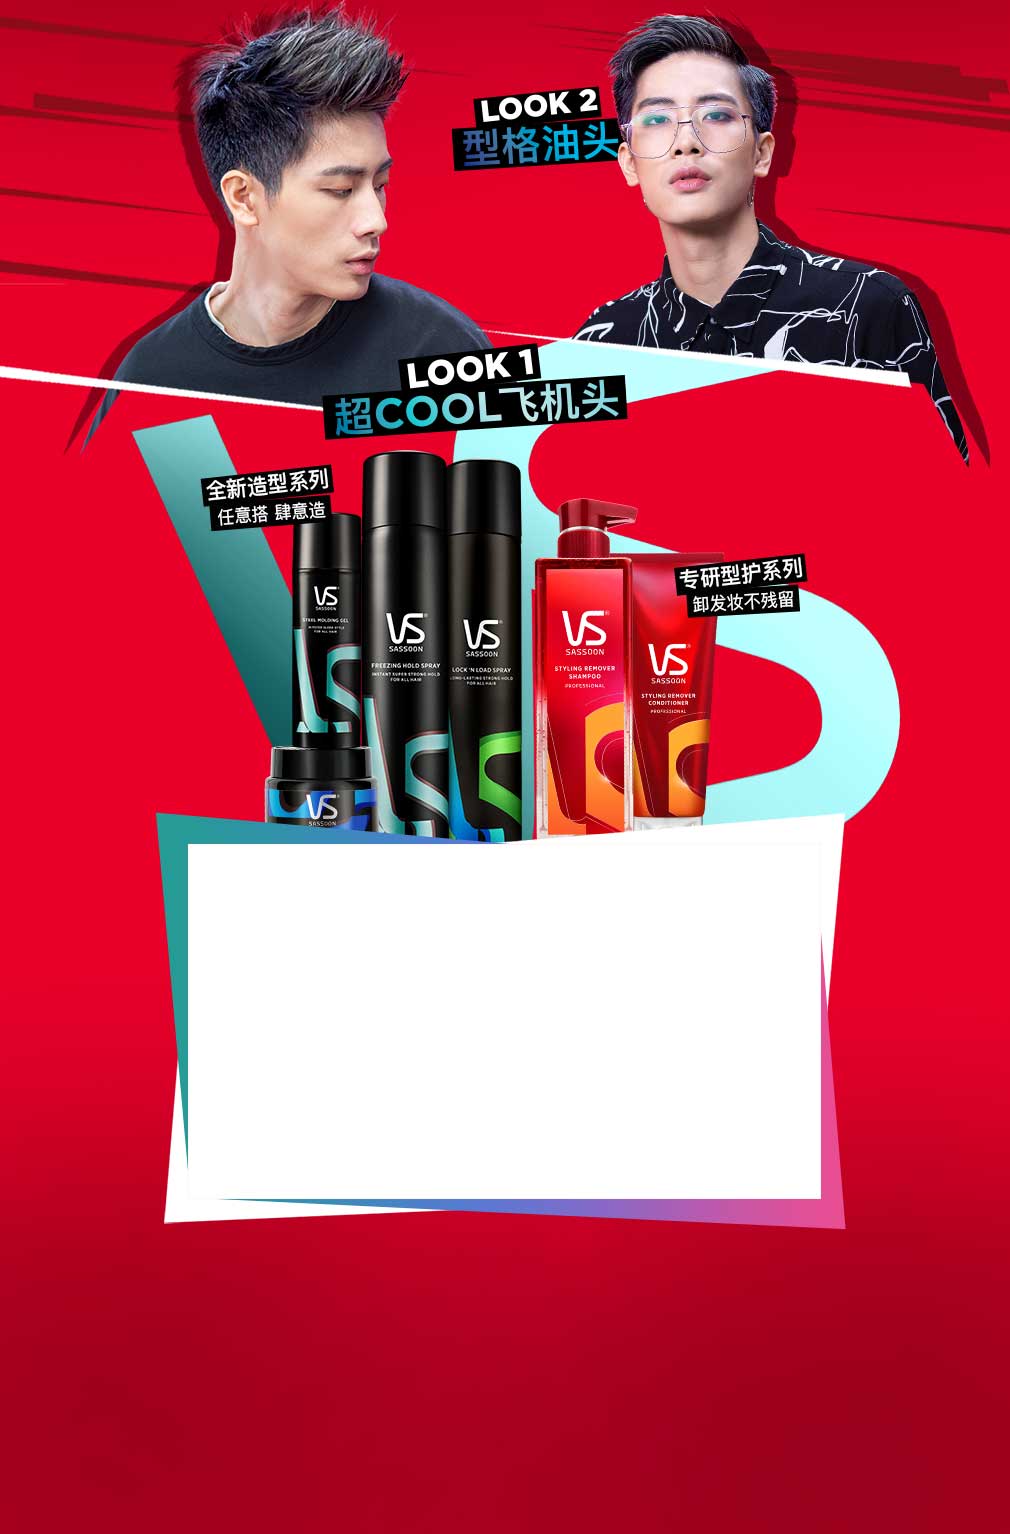 LOOK 2
型格油头
LOOK 1
超COOL飞机头
全新造型系列
任意搭 肆意造
专研型护系列
卸发妆不残留
VS
SASSOON
STEEL MOLDING GEL
FOR ALL HAIR
VS
SASSOON
FREEZING HOLD SPRAY
INSTANT SUPER STRONG HOLD
FOR ALL HAIR
VS
SASSOON
LOCK 'N LOAD SPRAY
LONG-LASTING STRONG HOLD
FOR ALL HAIR
VS
SASSOON
STYLING REMOVER
SHAMPOO
PROFESSIONAL
VS
SASSOON
STYLING REMOVER
CONDITIONER
PROFESSIONAL
VS
SASSOON